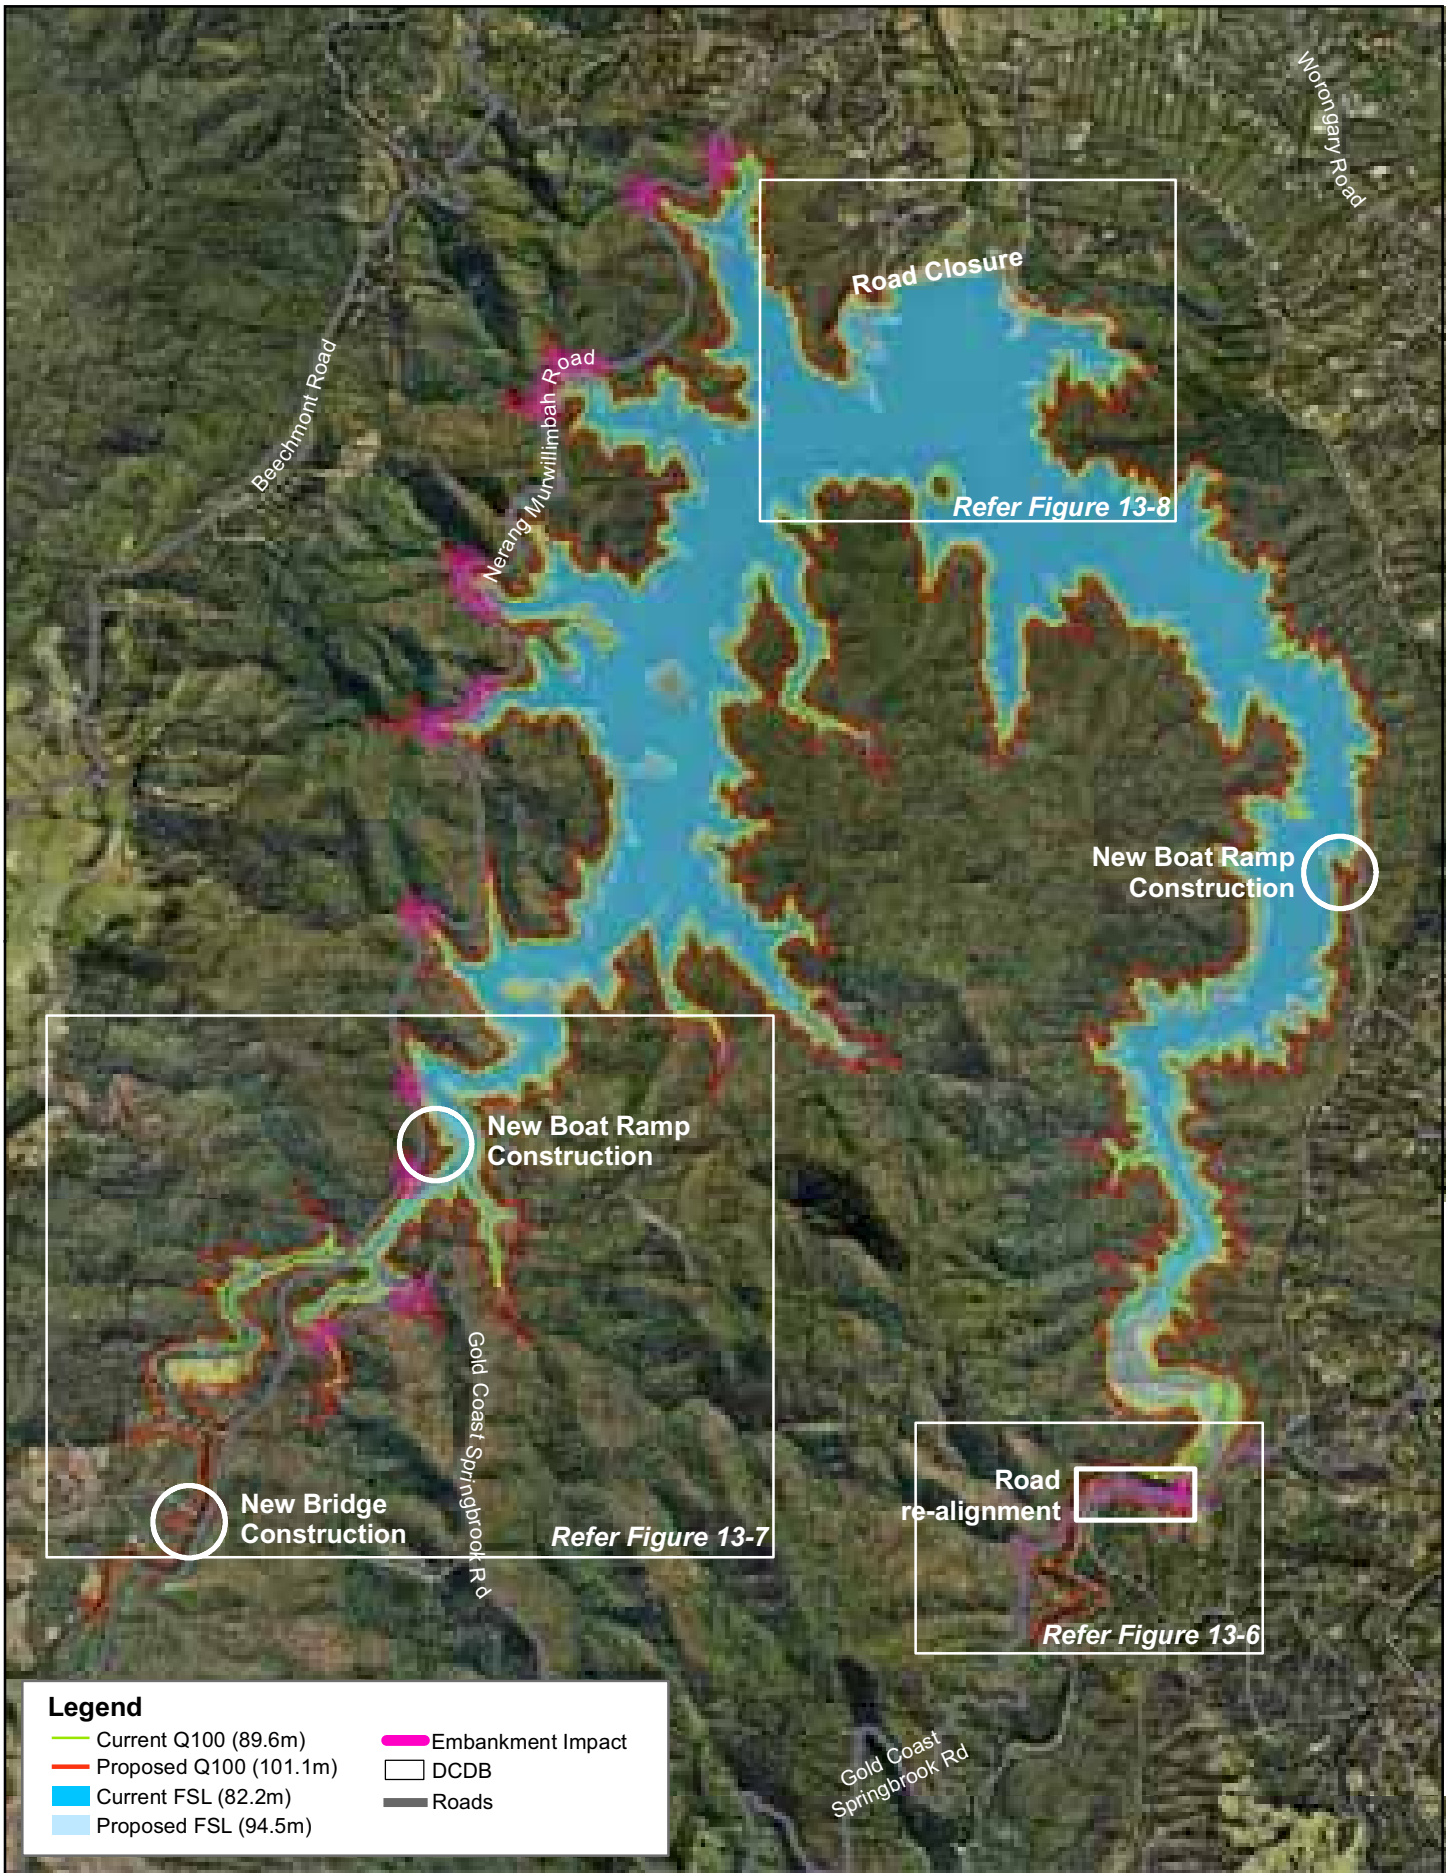 Worongary Road
Road Closure
Beechmont Road
Nerang Murwillimbah Road
Refer Figure 13-8
New Boat Ramp
Construction
New Boat Ramp
Construction
Gold Coast Springbrook Rd
Road
re-alignment
New Bridge
Construction
Refer Figure 13-7
Refer Figure 13-6
Gold Coast
Springbrook Rd
Legend
Current Q100 (89.6m)
Proposed Q100 (101.1m)
Current FSL (82.2m)
Proposed FSL (94.5m)
Embankment Impact
DCDB
Roads